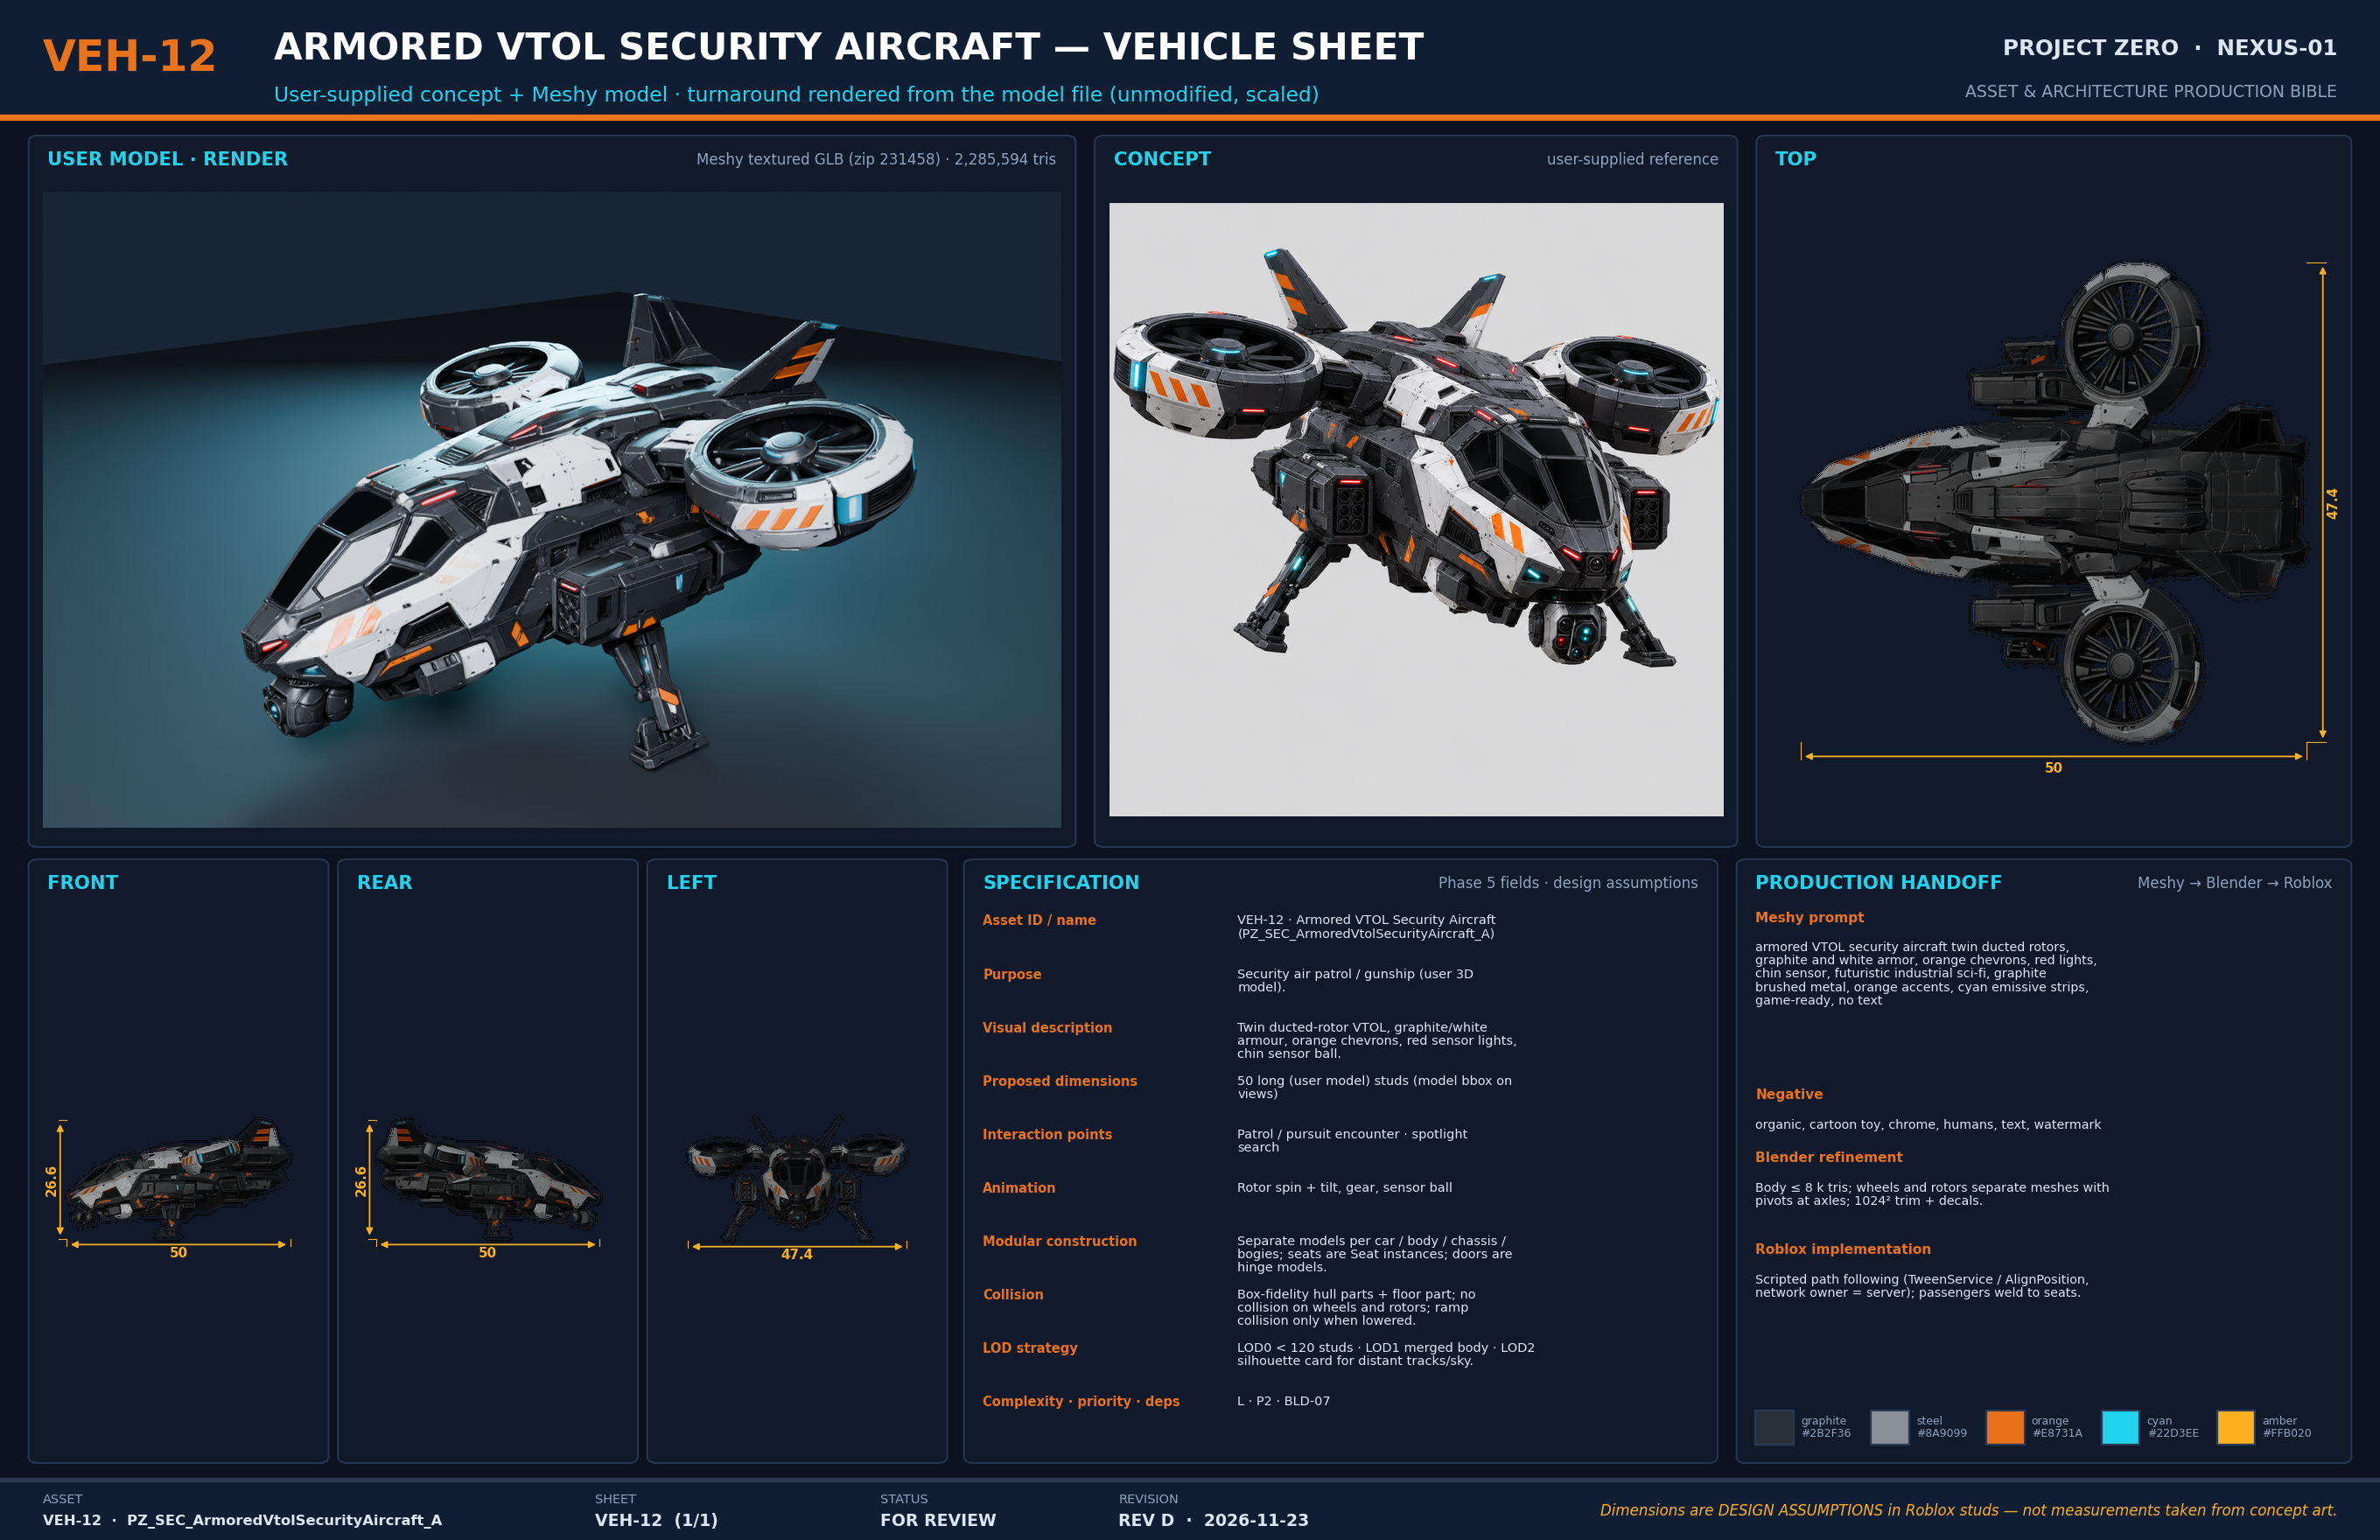 VEH-12
ARMORED VTOL SECURITY AIRCRAFT — VEHICLE SHEET
User-supplied concept + Meshy model · turnaround rendered from the model file (unmodified, scaled)
PROJECT ZERO · NEXUS-01
ASSET & ARCHITECTURE PRODUCTION BIBLE
USER MODEL · RENDER
Meshy textured GLB (zip 231458) · 2,285,594 tris
CONCEPT
user-supplied reference
TOP
47.4
50
FRONT
26.6
50
REAR
26.6
50
LEFT
47.4
SPECIFICATION
Phase 5 fields · design assumptions
Asset ID / name
VEH-12 · Armored VTOL Security Aircraft
(PZ_SEC_ArmoredVtolSecurityAircraft_A)
Purpose
Security air patrol / gunship (user 3D
model).
Visual description
Twin ducted-rotor VTOL, graphite/white
armour, orange chevrons, red sensor lights,
chin sensor ball.
Proposed dimensions
50 long (user model) studs (model bbox on
views)
Interaction points
Patrol / pursuit encounter · spotlight
search
Animation
Rotor spin + tilt, gear, sensor ball
Modular construction
Separate models per car / body / chassis /
bogies; seats are Seat instances; doors are
hinge models.
Collision
Box-fidelity hull parts + floor part; no
collision on wheels and rotors; ramp
collision only when lowered.
LOD strategy
LOD0 < 120 studs · LOD1 merged body · LOD2
silhouette card for distant tracks/sky.
Complexity · priority · deps
L · P2 · BLD-07
PRODUCTION HANDOFF
Meshy → Blender → Roblox
Meshy prompt
armored VTOL security aircraft twin ducted rotors,
graphite and white armor, orange chevrons, red lights,
chin sensor, futuristic industrial sci-fi, graphite
brushed metal, orange accents, cyan emissive strips,
game-ready, no text
Negative
organic, cartoon toy, chrome, humans, text, watermark
Blender refinement
Body ≤ 8 k tris; wheels and rotors separate meshes with
pivots at axles; 1024² trim + decals.
Roblox implementation
Scripted path following (TweenService / AlignPosition,
network owner = server); passengers weld to seats.
graphite
#2B2F36
steel
#8A9099
orange
#E8731A
cyan
#22D3EE
amber
#FFB020
ASSET
VEH-12 · PZ_SEC_ArmoredVtolSecurityAircraft_A
SHEET
VEH-12 (1/1)
STATUS
FOR REVIEW
REVISION
REV D · 2026-11-23
Dimensions are DESIGN ASSUMPTIONS in Roblox studs — not measurements taken from concept art.